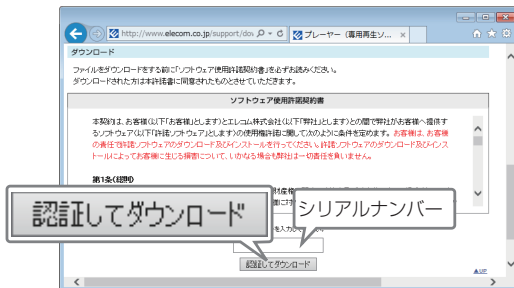 http://www.elecom.co.jp/support/dov
プレーヤー（専用再生ソ...
ダウンロード
ファイルをダウンロードをする前に「ソフトウェア使用許諾契約書」を必ずお読みください。
ダウンロードされた方は本許諾書に同意されたものとさせていただきます。
ソフトウェア使用許諾契約書
本契約は、お客様（以下「お客様」とします）とエレコム株式会社（以下「弊社」とします）との間で弊社がお客様へ提供す
るソフトウェア（以下「許諾ソフトウェア」とします）の使用権許諾に関して次のように条件を定めます。お客様は、お客様
の責任で許諾ソフトウェアのダウンロード及びインストールを行ってください。許諾ソフトウェアのダウンロード及びインス
トールによってお客様に生じる損害について、いかなる場合も弊社は一切責任を負いません。
第1条（総則）
財産権
認証してダウンロード
シリアルナンバー
を入力して
認証してダウンロード
▲UP